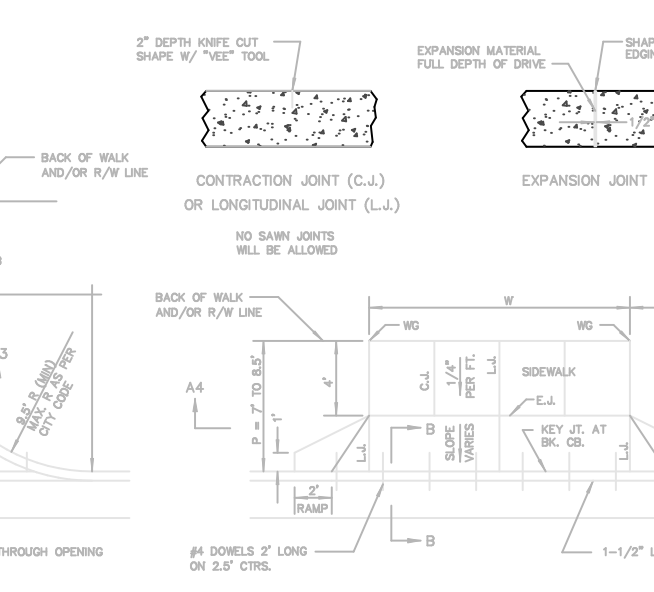 2" DEPTH KNIFE CUT
SHAPE W/ "VEE" TOOL
EXPANSION MATERIAL
FULL DEPTH OF DRIVE
1/2"
BACK OF WALK
AND/OR R/W LINE
CONTRACTION JOINT (C.J.)
OR LONGITUDINAL JOINT (L.J.)
EXPANSION JOINT
NO SAWN JOINTS
WILL BE ALLOWED
BACK OF WALK
AND/OR R/W LINE
W
WG
WG
3
9.5' R (MIN)
MAX. R AS PER
CITY CODE
A4
P = 7' TO 8.5'
4'
1'
C.J.
1/4"
PER FT.
L.J.
SIDEWALK
E.J.
L.J.
B
SLOPE
VARIES
KEY JT. AT
BK. CB.
L.J.
2'
RAMP
B
THROUGH OPENING
#4 DOWELS 2' LONG
ON 2.5' CTRS.
1-1/2"